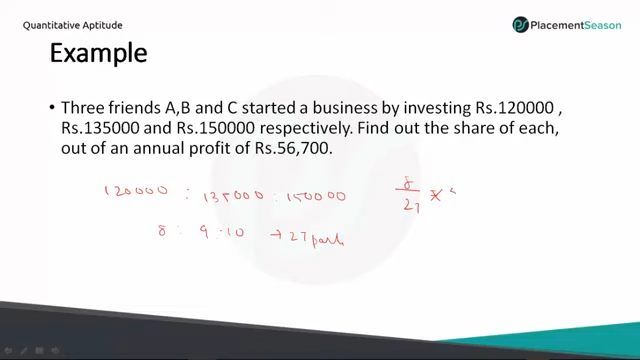 Quantitative Aptitude
PS PlacementSeason
Example
• Three friends A,B and C started a business by investing Rs.120000 ,
Rs.135000 and Rs.150000 respectively. Find out the share of each,
out of an annual profit of Rs.56,700.
120000 : 135000 : 150000
8 : 9 : 10 → 27 parts
8/27 ×